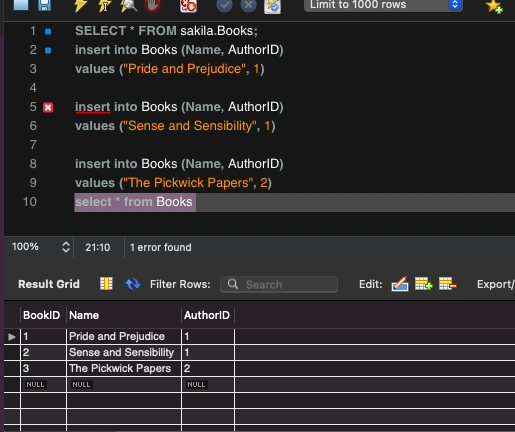 Limit to 1000 rows
1 SELECT * FROM sakila.Books;
2 insert into Books (Name, AuthorID)
3 values ("Pride and Prejudice", 1)
4
5 insert into Books (Name, AuthorID)
6 values ("Sense and Sensibility", 1)
7
8 insert into Books (Name, AuthorID)
9 values ("The Pickwick Papers", 2)
10 select * from Books
100% 21:10 1 error found
Result Grid Filter Rows: Search Edit: Export/
BookID Name AuthorID
1 Pride and Prejudice 1
2 Sense and Sensibility 1
3 The Pickwick Papers 2
NULL NULL NULL